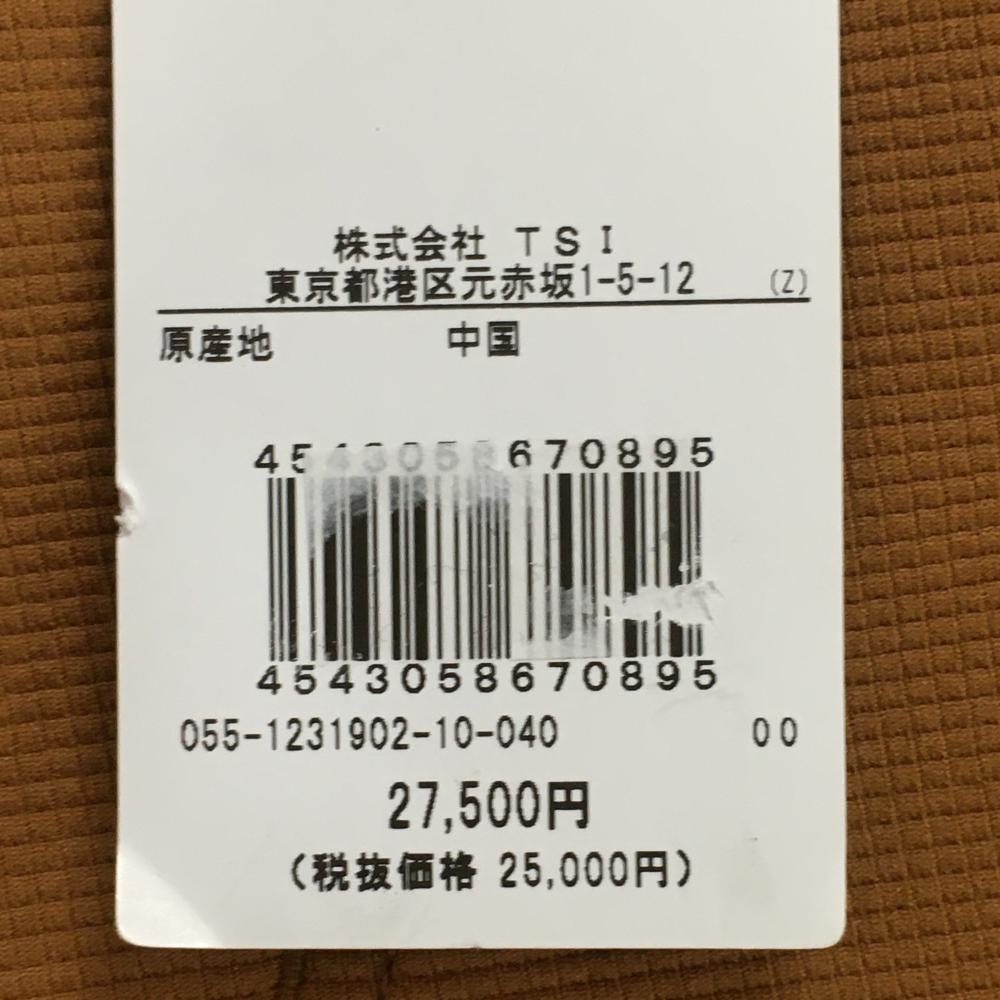 株式会社 TSI
東京都港区元赤坂1-5-12 (Z)
原産地 中国
4543058670895
4543058670895
055-1231902-10-040 00
27,500円
(税抜価格 25,000円)